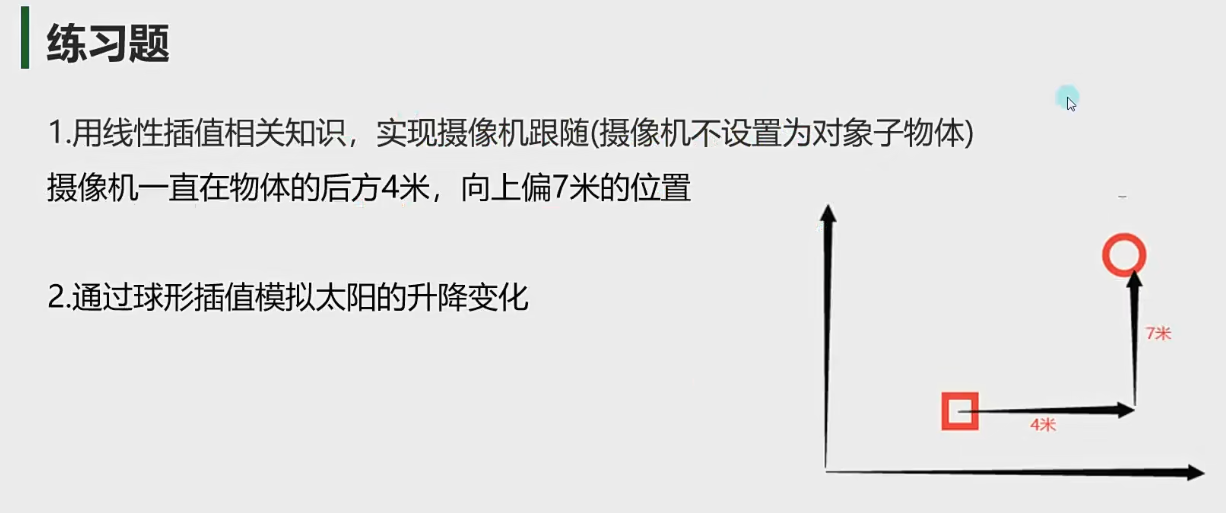 练习题
1.用线性插值相关知识，实现摄像机跟随(摄像机不设置为对象子物体)
摄像机一直在物体的后方4米，向上偏7米的位置
2.通过球形插值模拟太阳的升降变化
7米
4米